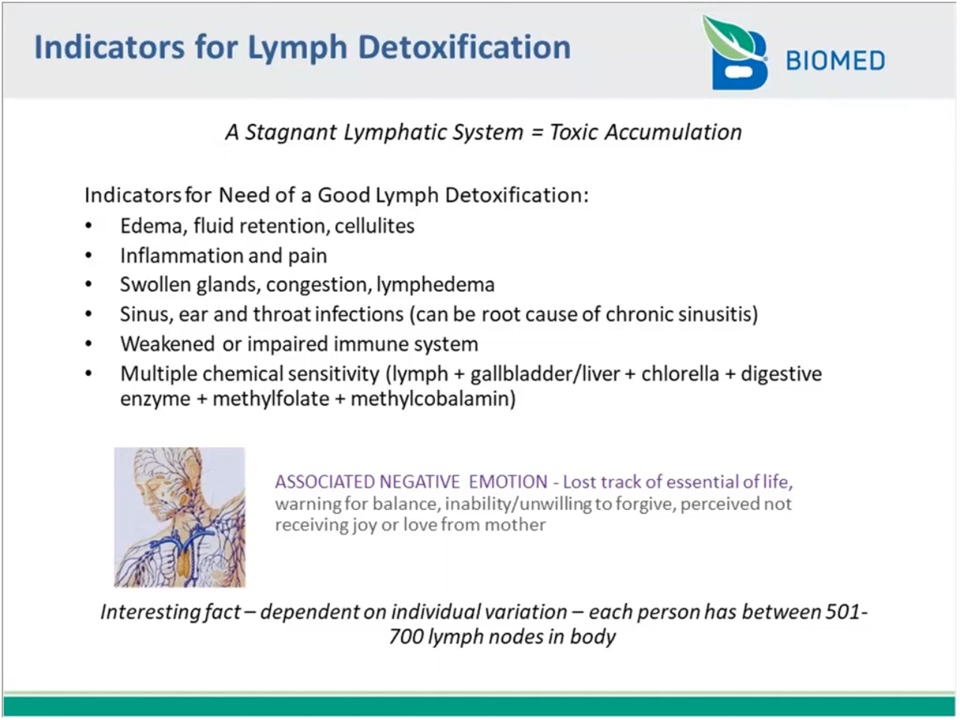 Indicators for Lymph Detoxification
BIOMED
A Stagnant Lymphatic System = Toxic Accumulation
Indicators for Need of a Good Lymph Detoxification:
• Edema, fluid retention, cellulites
• Inflammation and pain
• Swollen glands, congestion, lymphedema
• Sinus, ear and throat infections (can be root cause of chronic sinusitis)
• Weakened or impaired immune system
• Multiple chemical sensitivity (lymph + gallbladder/liver + chlorella + digestive
enzyme + methylfolate + methylcobalamin)
ASSOCIATED NEGATIVE EMOTION - Lost track of essential of life,
warning for balance, inability/unwilling to forgive, perceived not
receiving joy or love from mother
Interesting fact – dependent on individual variation – each person has between 501-
700 lymph nodes in body